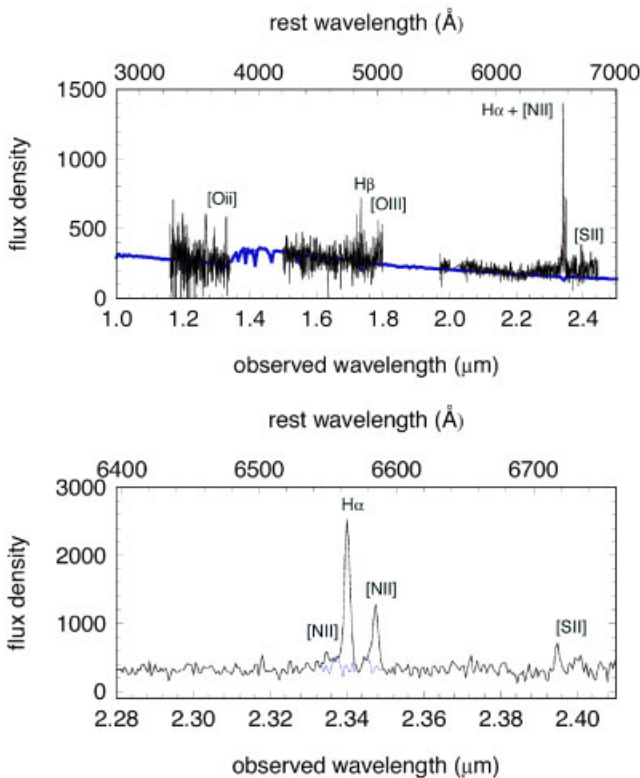 rest wavelength (Å)
3000 4000 5000 6000 7000
1500
1000
500
0
flux density
Hα + [NII]
Hβ
[Oii]
[OIII]
[SII]
1.0 1.2 1.4 1.6 1.8 2.0 2.2 2.4
observed wavelength (μm)
rest wavelength (Å)
6400 6500 6600 6700
3000
2000
1000
0
flux density
Hα
[NII]
[NII]
[SII]
2.28 2.30 2.32 2.34 2.36 2.38 2.40
observed wavelength (μm)